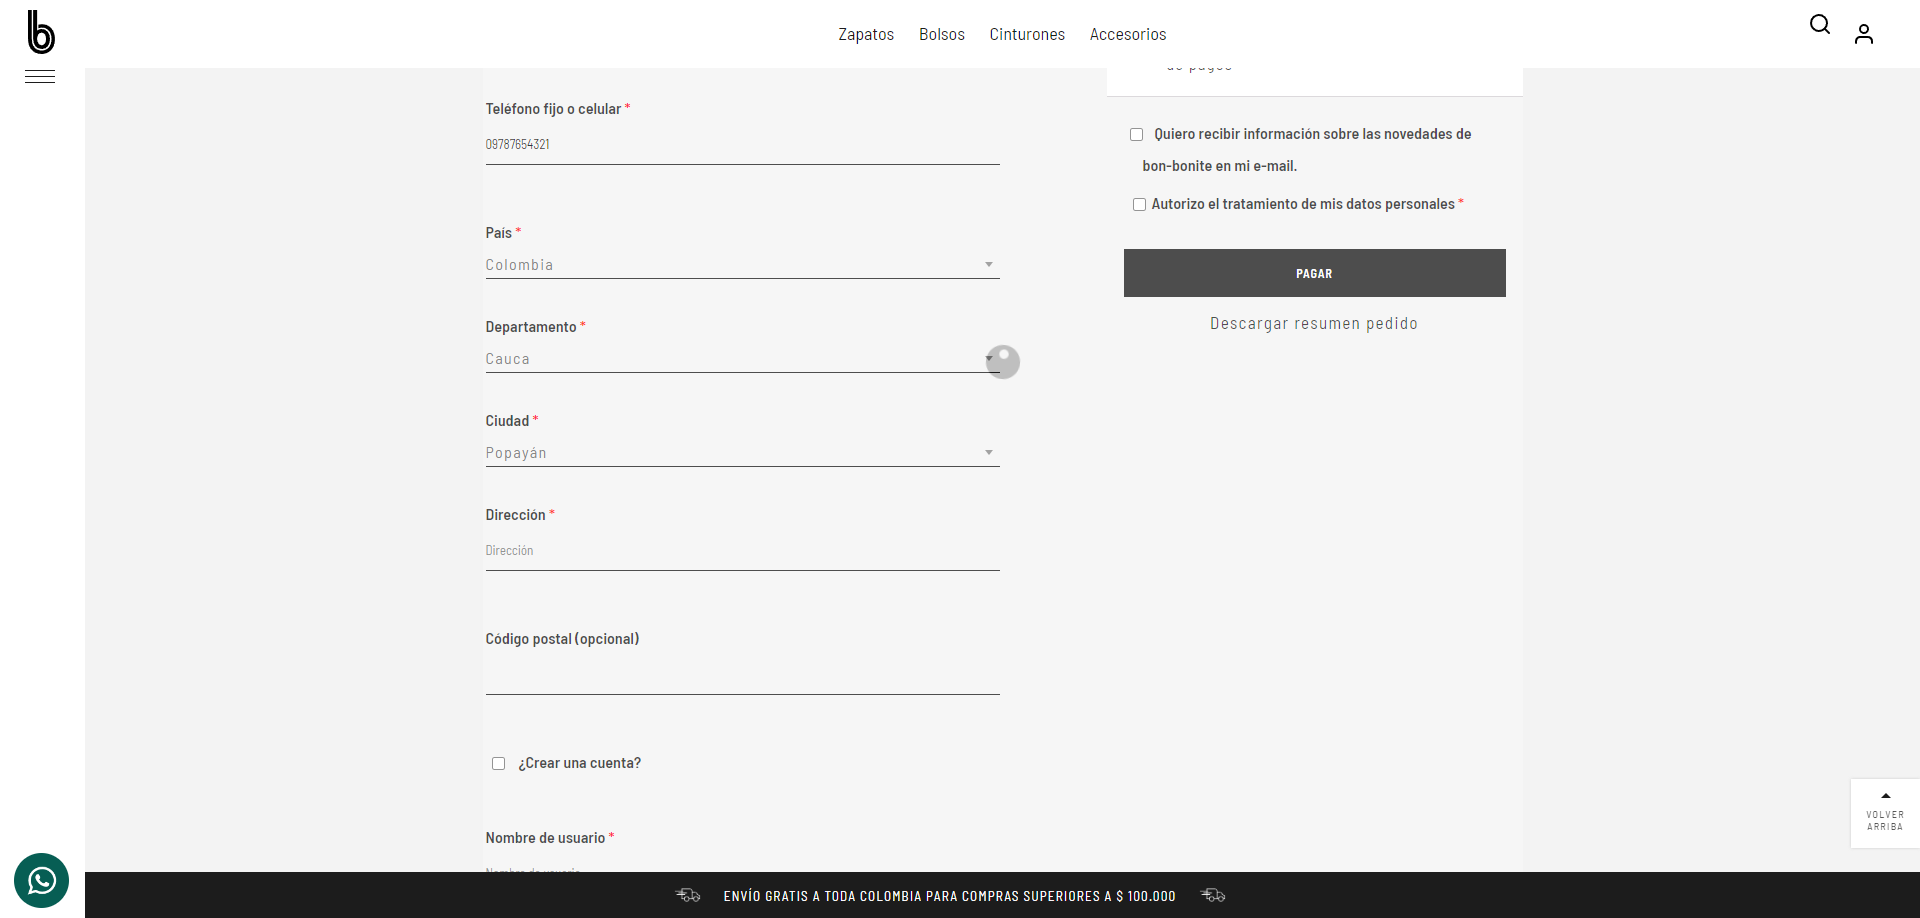 b
Zapatos Bolsos Cinturones Accesorios
Teléfono fijo o celular *
09787654321
País *
Colombia
Departamento *
Cauca
Ciudad *
Popayán
Dirección *
Dirección
Código postal (opcional)
¿Crear una cuenta?
Nombre de usuario *
de pagos
Quiero recibir información sobre las novedades de
bon-bonite en mi e-mail.
Autorizo el tratamiento de mis datos personales *
PAGAR
Descargar resumen pedido
VOLVER
ARRIBA
ENVÍO GRATIS A TODA COLOMBIA PARA COMPRAS SUPERIORES A $ 100.000